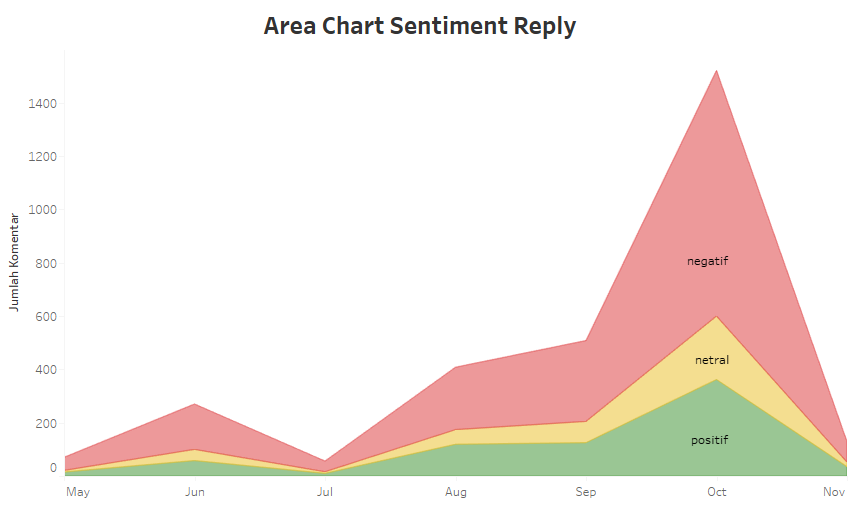 Area Chart Sentiment Reply
Jumlah Komentar
1400
1200
1000
800
600
400
200
0
negatif
netral
positif
May Jun Jul Aug Sep Oct Nov